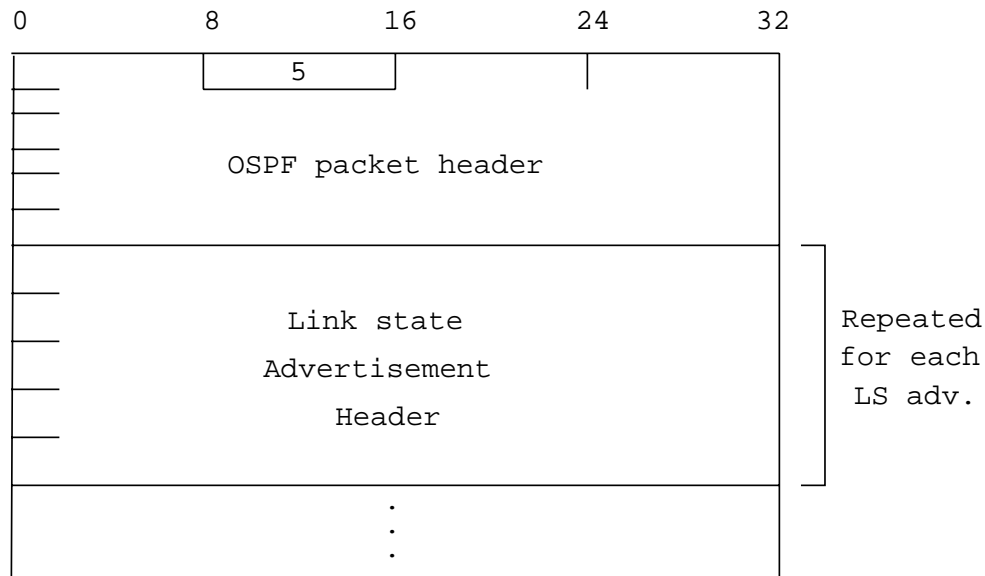 0 8 16 24 32
5
OSPF packet header
Link state
Advertisement
Header
Repeated
for each
LS adv.
.
.
.